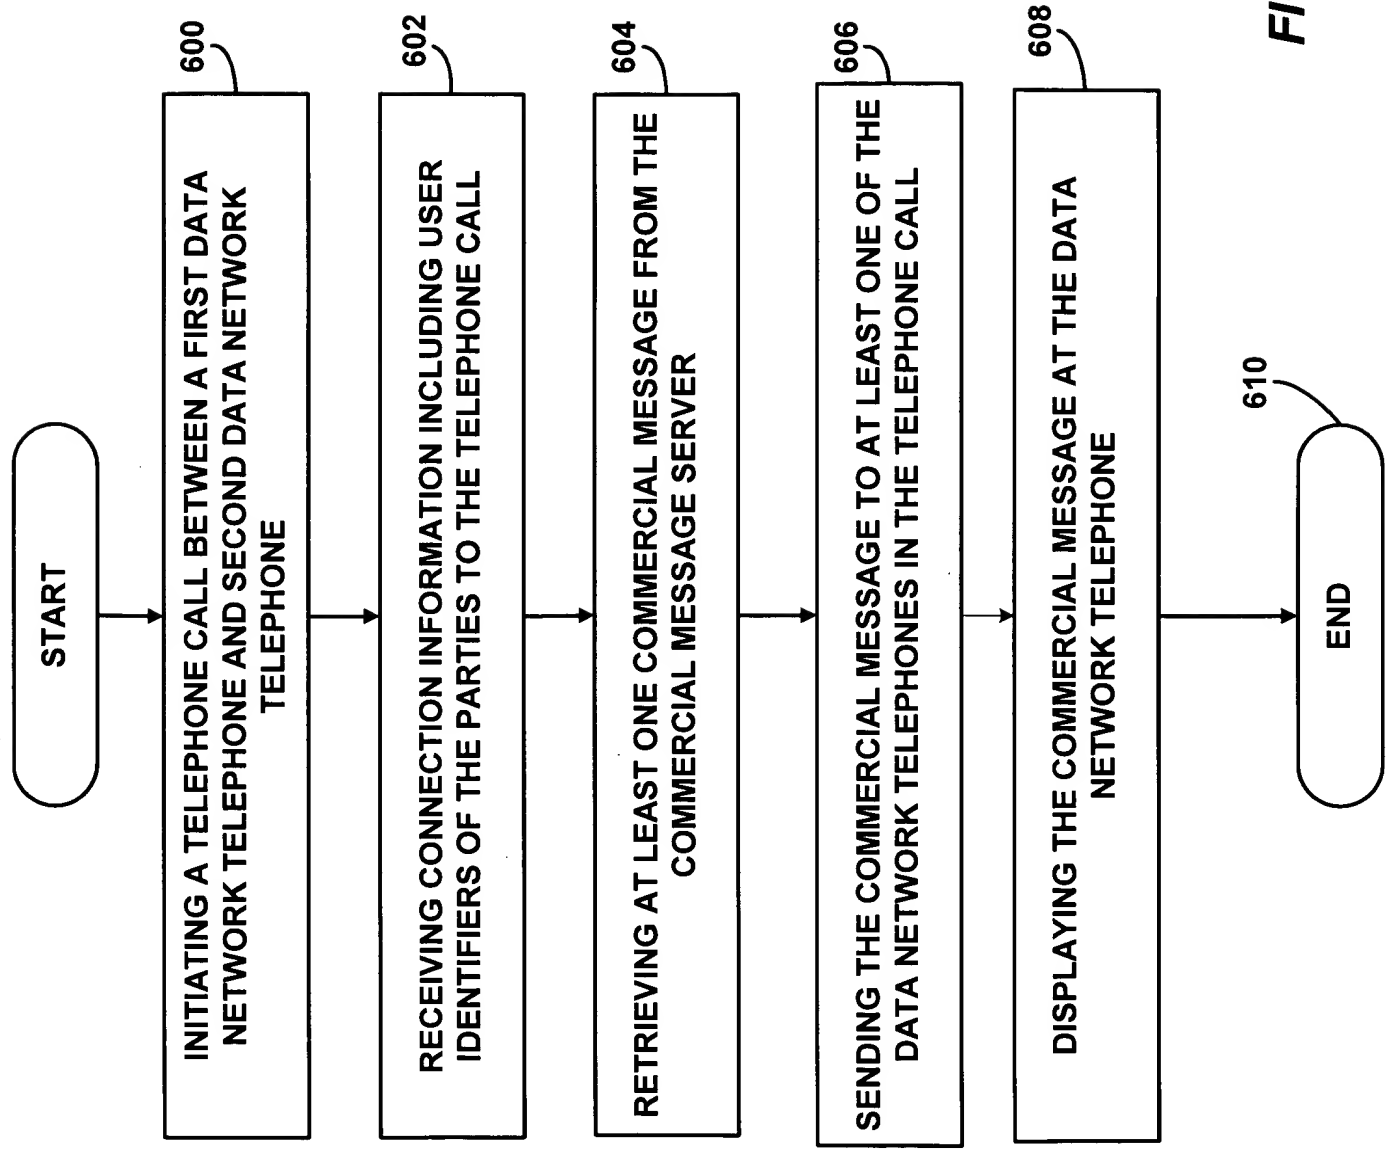 START
600
INITIATING A TELEPHONE CALL BETWEEN A FIRST DATA
NETWORK TELEPHONE AND SECOND DATA NETWORK
TELEPHONE
602
RECEIVING CONNECTION INFORMATION INCLUDING USER
IDENTIFIERS OF THE PARTIES TO THE TELEPHONE CALL
604
RETRIEVING AT LEAST ONE COMMERCIAL MESSAGE FROM THE
COMMERCIAL MESSAGE SERVER
606
SENDING THE COMMERCIAL MESSAGE TO AT LEAST ONE OF THE
DATA NETWORK TELEPHONES IN THE TELEPHONE CALL
608
DISPLAYING THE COMMERCIAL MESSAGE AT THE DATA
NETWORK TELEPHONE
610
END
FI